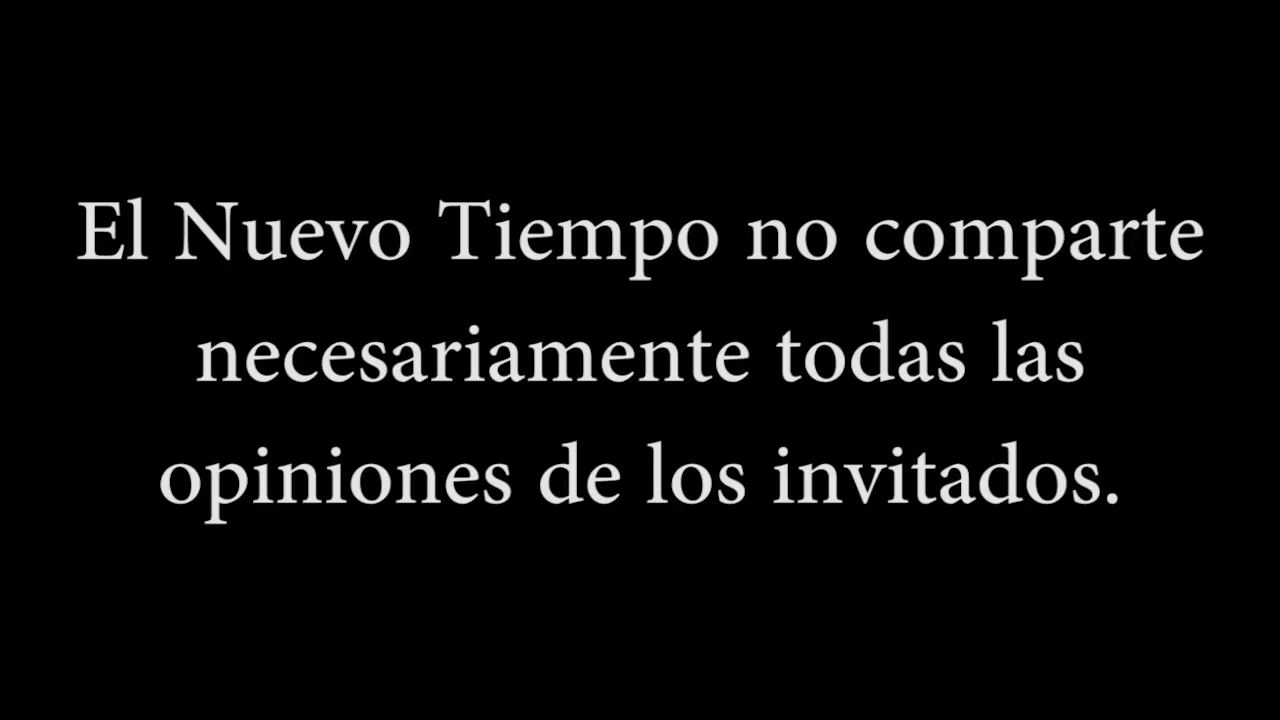 El Nuevo Tiempo no comparte
necesariamente todas las
opiniones de los invitados.